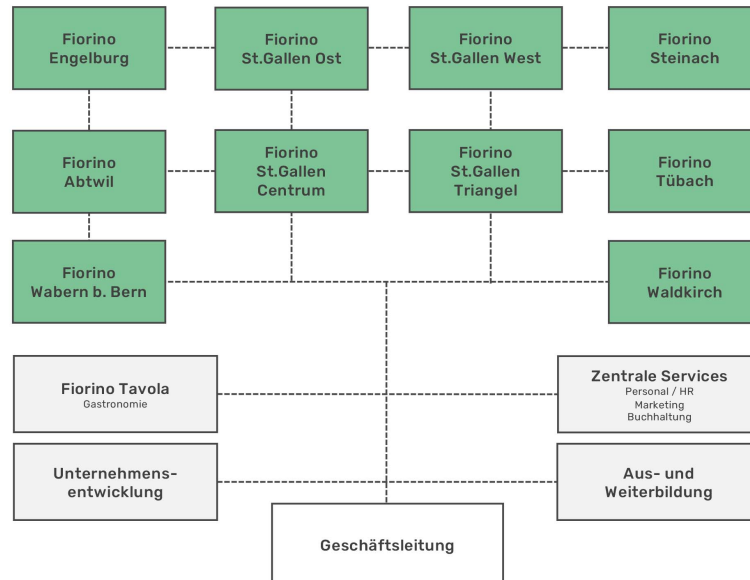 Fiorino
Engelburg
Fiorino
St.Gallen Ost
Fiorino
St.Gallen West
Fiorino
Steinach
Fiorino
Abtwil
Fiorino
St.Gallen
Centrum
Fiorino
St.Gallen
Triangel
Fiorino
Tübach
Fiorino
Wabern b. Bern
Fiorino
Waldkirch
Fiorino Tavola
Gastronomie
Zentrale Services
Personal / HR
Marketing
Buchhaltung
Unternehmens-
entwicklung
Aus- und
Weiterbildung
Geschäftsleitung